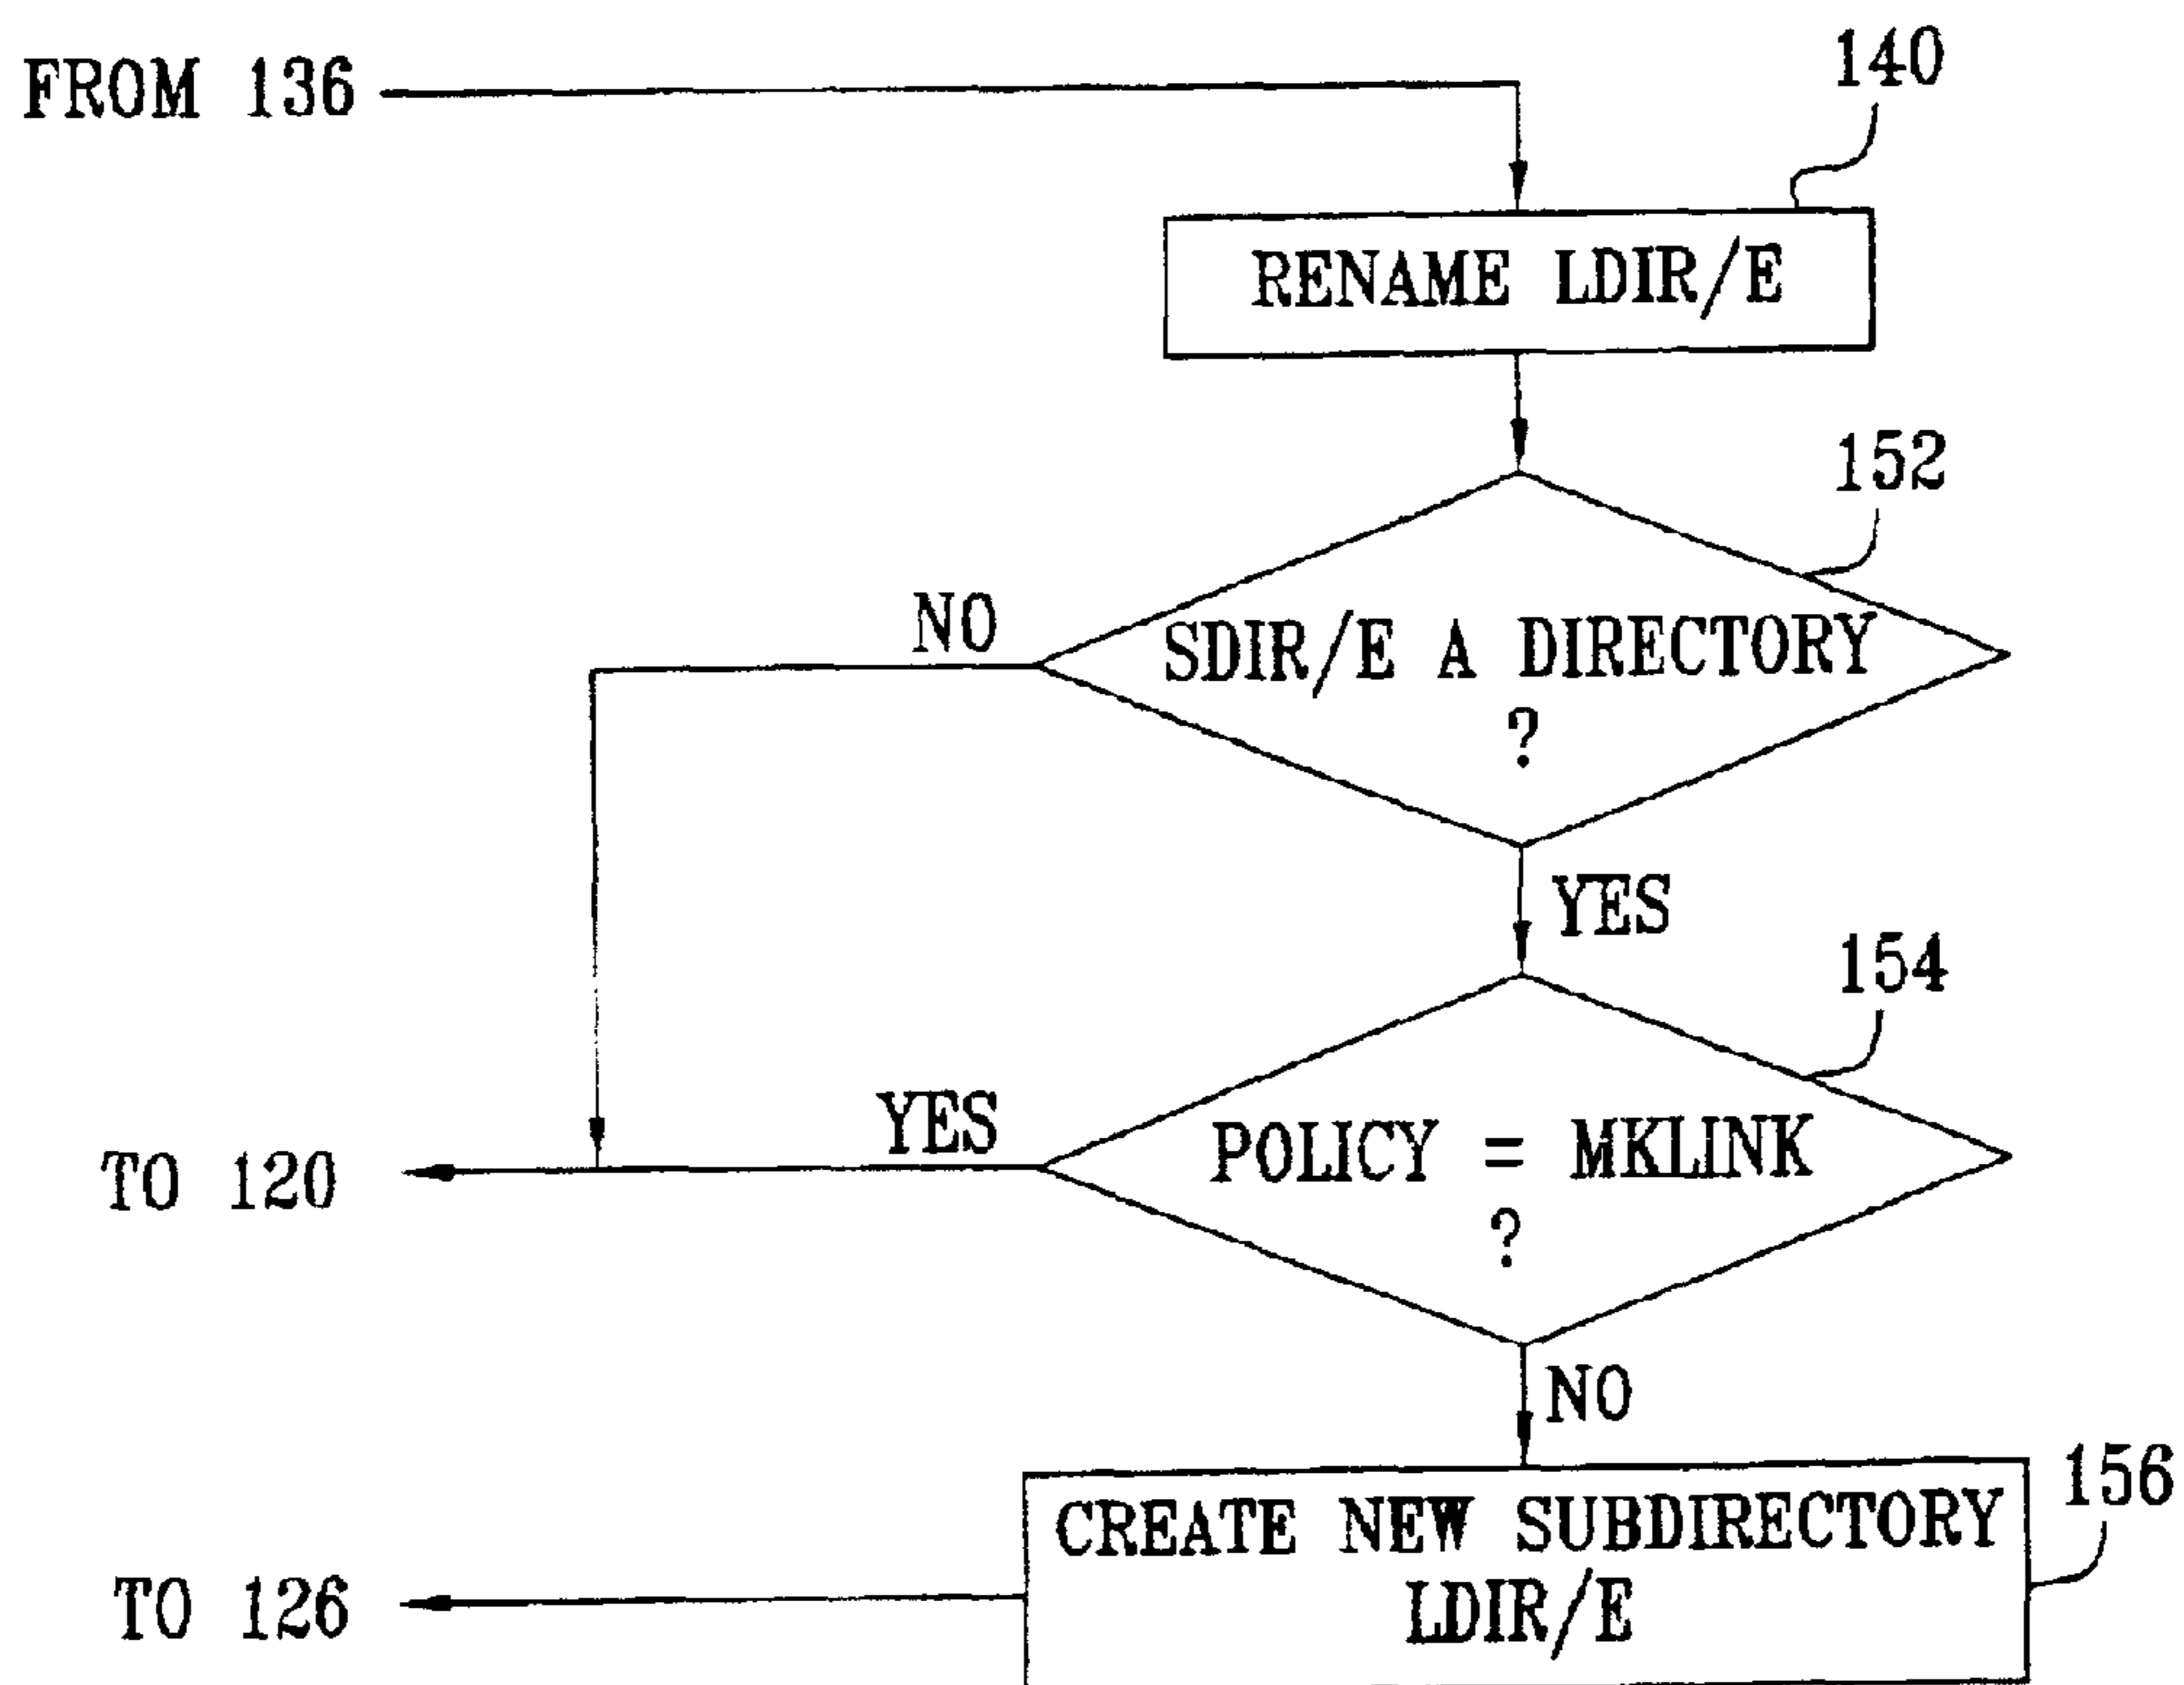 FROM 136
140
RENAME LDIR/E
152
NO
SDIR/E A DIRECTORY
?
YES
154
YES
POLICY = MKLINK
?
TO 120
NO
156
CREATE NEW SUBDIRECTORY
LDIR/E
TO 126